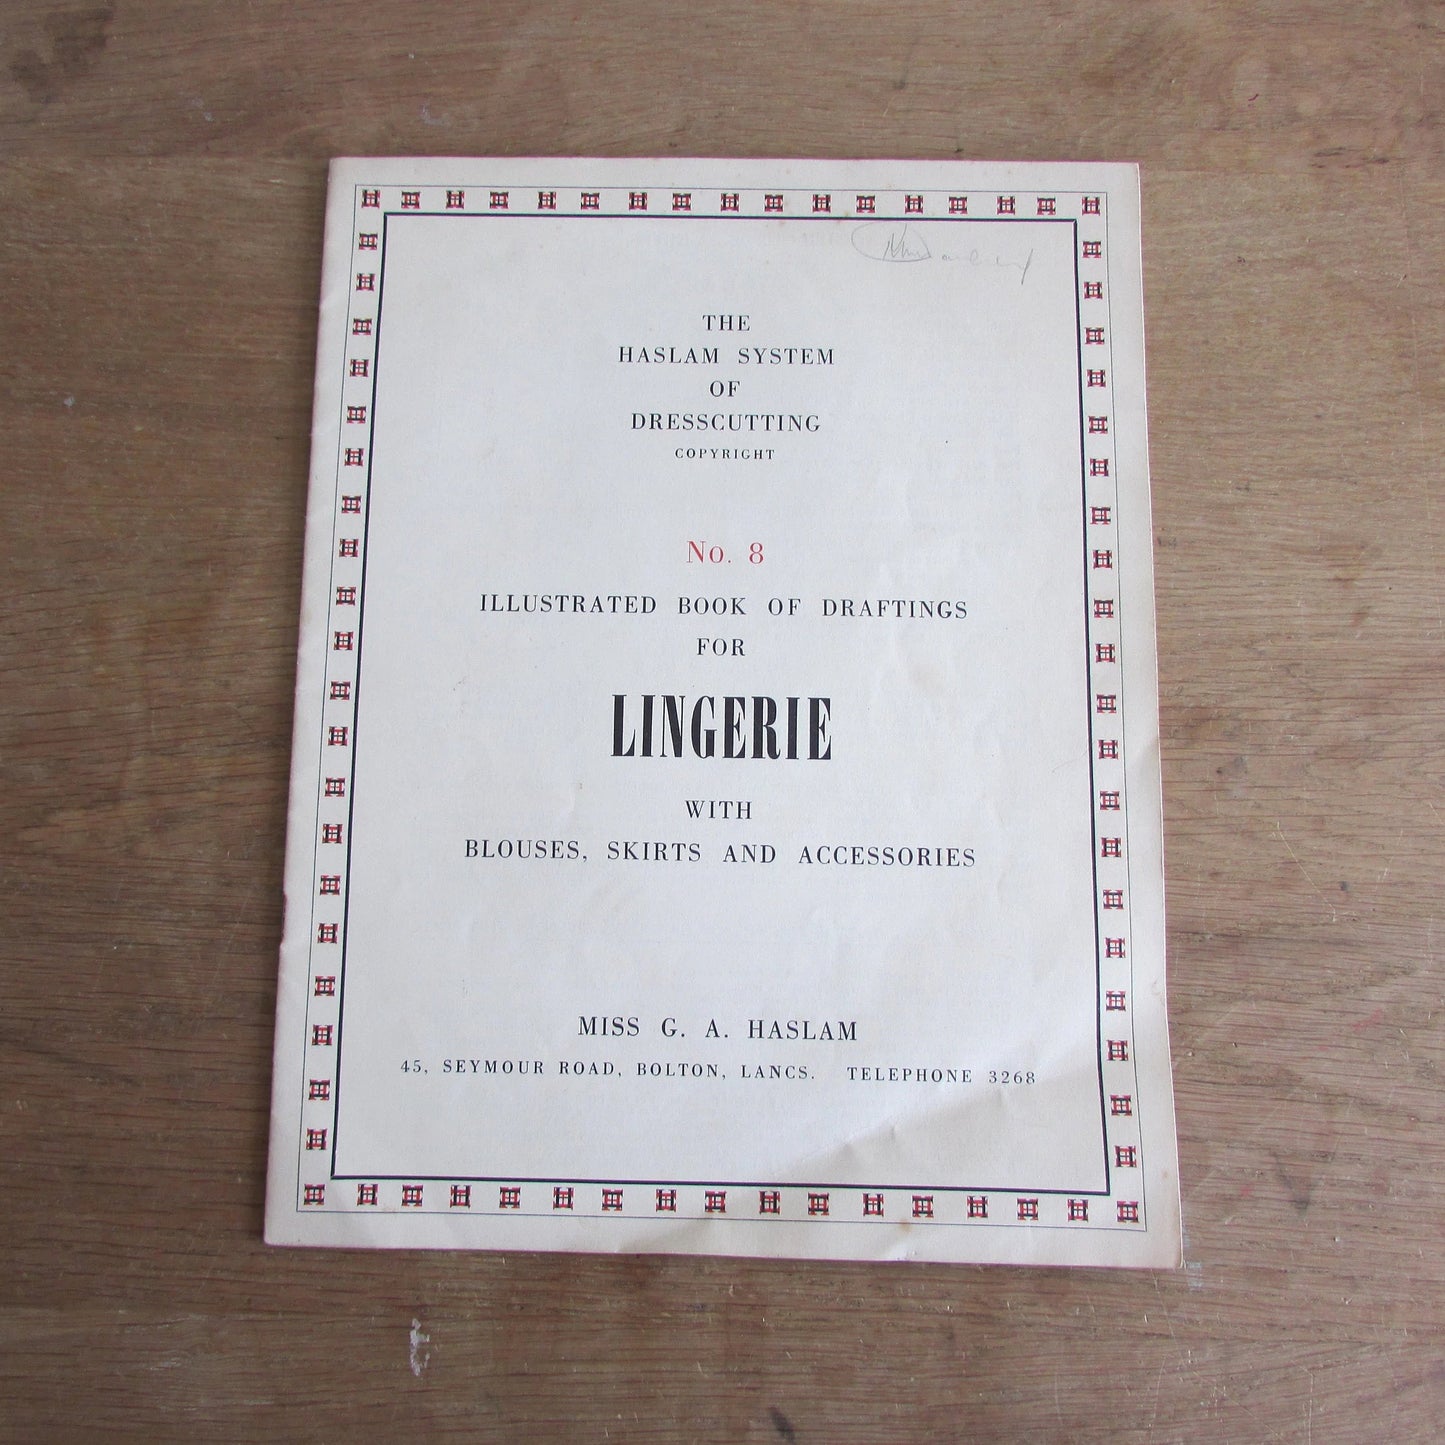 THE
HASLAM SYSTEM
OF
DRESSCUTTING
COPYRIGHT
No. 8
ILLUSTRATED BOOK OF DRAFTINGS
FOR
LINGERIE
WITH
BLOUSES, SKIRTS AND ACCESSORIES
MISS G. A. HASLAM
45, SEYMOUR ROAD, BOLTON, LANCS. TELEPHONE 3268